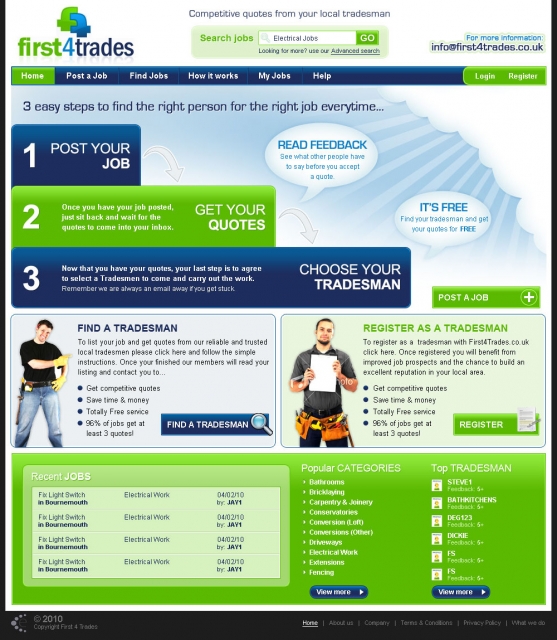 first4trades
Competitive quotes from your local tradesman
Search jobs
Electrical Jobs
GO
Looking for more? use our Advanced search
For more information:
info@first4trades.co.uk
Home
Post a Job
Find Jobs
How it works
My Jobs
Help
Login
Register
3 easy steps to find the right person for the right job everytime...
1
POST YOUR
JOB
READ FEEDBACK
See what other people have
to say before you accept
a quote.
2
Once you have your job posted,
just sit back and wait for the
quotes to come into your inbox.
GET YOUR
QUOTES
IT'S FREE
Find your tradesman and get
your quotes for FREE
3
Now that you have your quotes, your last step is to agree
to select a Tradesmen to come and carry out the work.
Remember we are always an email away if you get stuck.
CHOOSE YOUR
TRADESMAN
POST A JOB
FIND A TRADESMAN
To list your job and get quotes from our reliable and trusted
local tradesmen please click here and follow the simple
instructions. Once your finished our members will read your
listing and contact you to...
Get competitive quotes
Save time & money
Totally Free service
96% of jobs get at
least 3 quotes!
FIND A TRADESMAN
REGISTER AS A TRADESMAN
To register as a tradesman with First4Trades.co.uk
click here. Once registered you will benefit from
improved job prospects and the chance to build an
excellent reputation in your local area.
Get competitive quotes
Save time & money
Totally Free service
96% of jobs get at
least 3 quotes!
REGISTER
Recent JOBS
Fix Light Switch
in Bournemouth
Electrical Work
04/02/10
by: JAY1
Fix Light Switch
in Bournemouth
Electrical Work
04/02/10
by: JAY1
Fix Light Switch
in Bournemouth
Electrical Work
04/02/10
by: JAY1
Fix Light Switch
in Bournemouth
Electrical Work
04/02/10
by: JAY1
Popular CATEGORIES
Bathrooms
Bricklaying
Carpentry & Joinery
Conservatories
Conversion (Loft)
Conversions (Other)
Driveways
Electrical Work
Extensions
Fencing
View more
Top TRADESMAN
STEVE1
Feedback: 5+
BATHKITCHENS
Feedback: 5+
DEG123
Feedback: 5+
DICKIE
Feedback: 5+
FS
Feedback: 5+
FS
Feedback: 5+
View more
© 2010
Copyright First 4 Trades
Home | About us | Company | Terms & Conditions | Privacy Policy | What we do